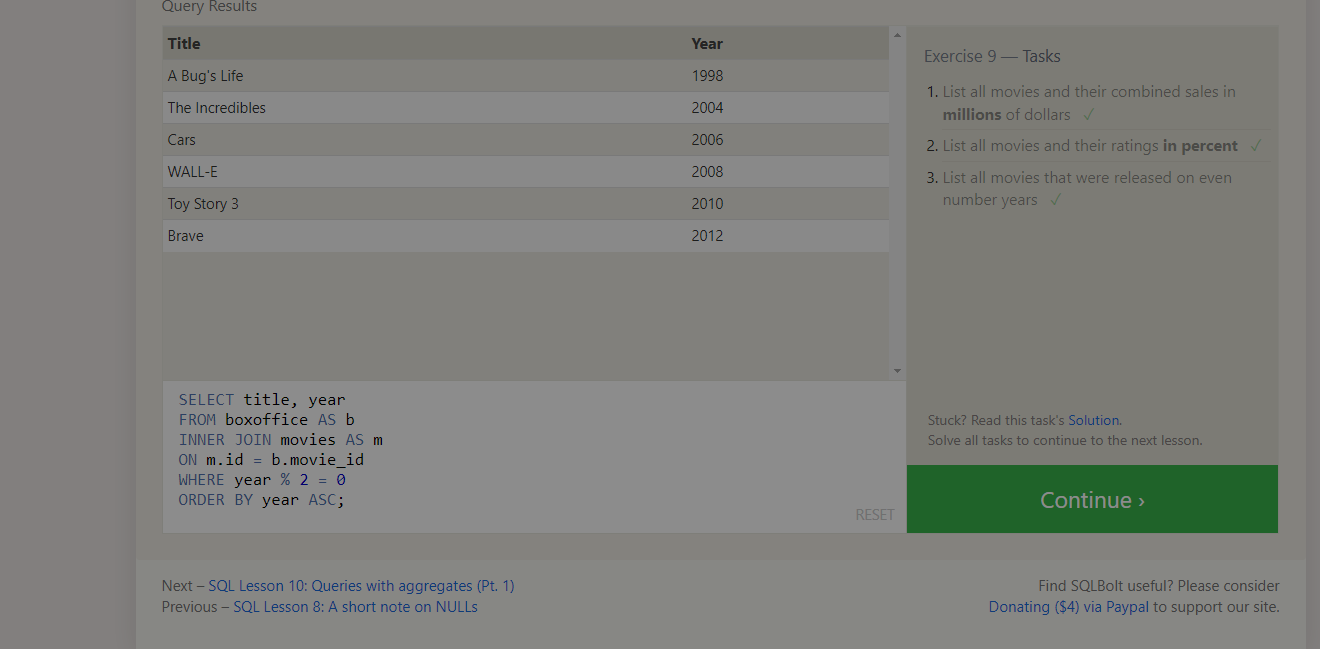 Query Results
Title Year
A Bug's Life 1998
The Incredibles 2004
Cars 2006
WALL-E 2008
Toy Story 3 2010
Brave 2012
SELECT title, year
FROM boxoffice AS b
INNER JOIN movies AS m
ON m.id = b.movie_id
WHERE year % 2 = 0
ORDER BY year ASC;
RESET
Exercise 9 — Tasks
1. List all movies and their combined sales in
millions of dollars ✓
2. List all movies and their ratings in percent ✓
3. List all movies that were released on even
number years ✓
Stuck? Read this task's Solution.
Solve all tasks to continue to the next lesson.
Continue ›
Next – SQL Lesson 10: Queries with aggregates (Pt. 1)
Previous – SQL Lesson 8: A short note on NULLs
Find SQLBolt useful? Please consider
Donating ($4) via Paypal to support our site.